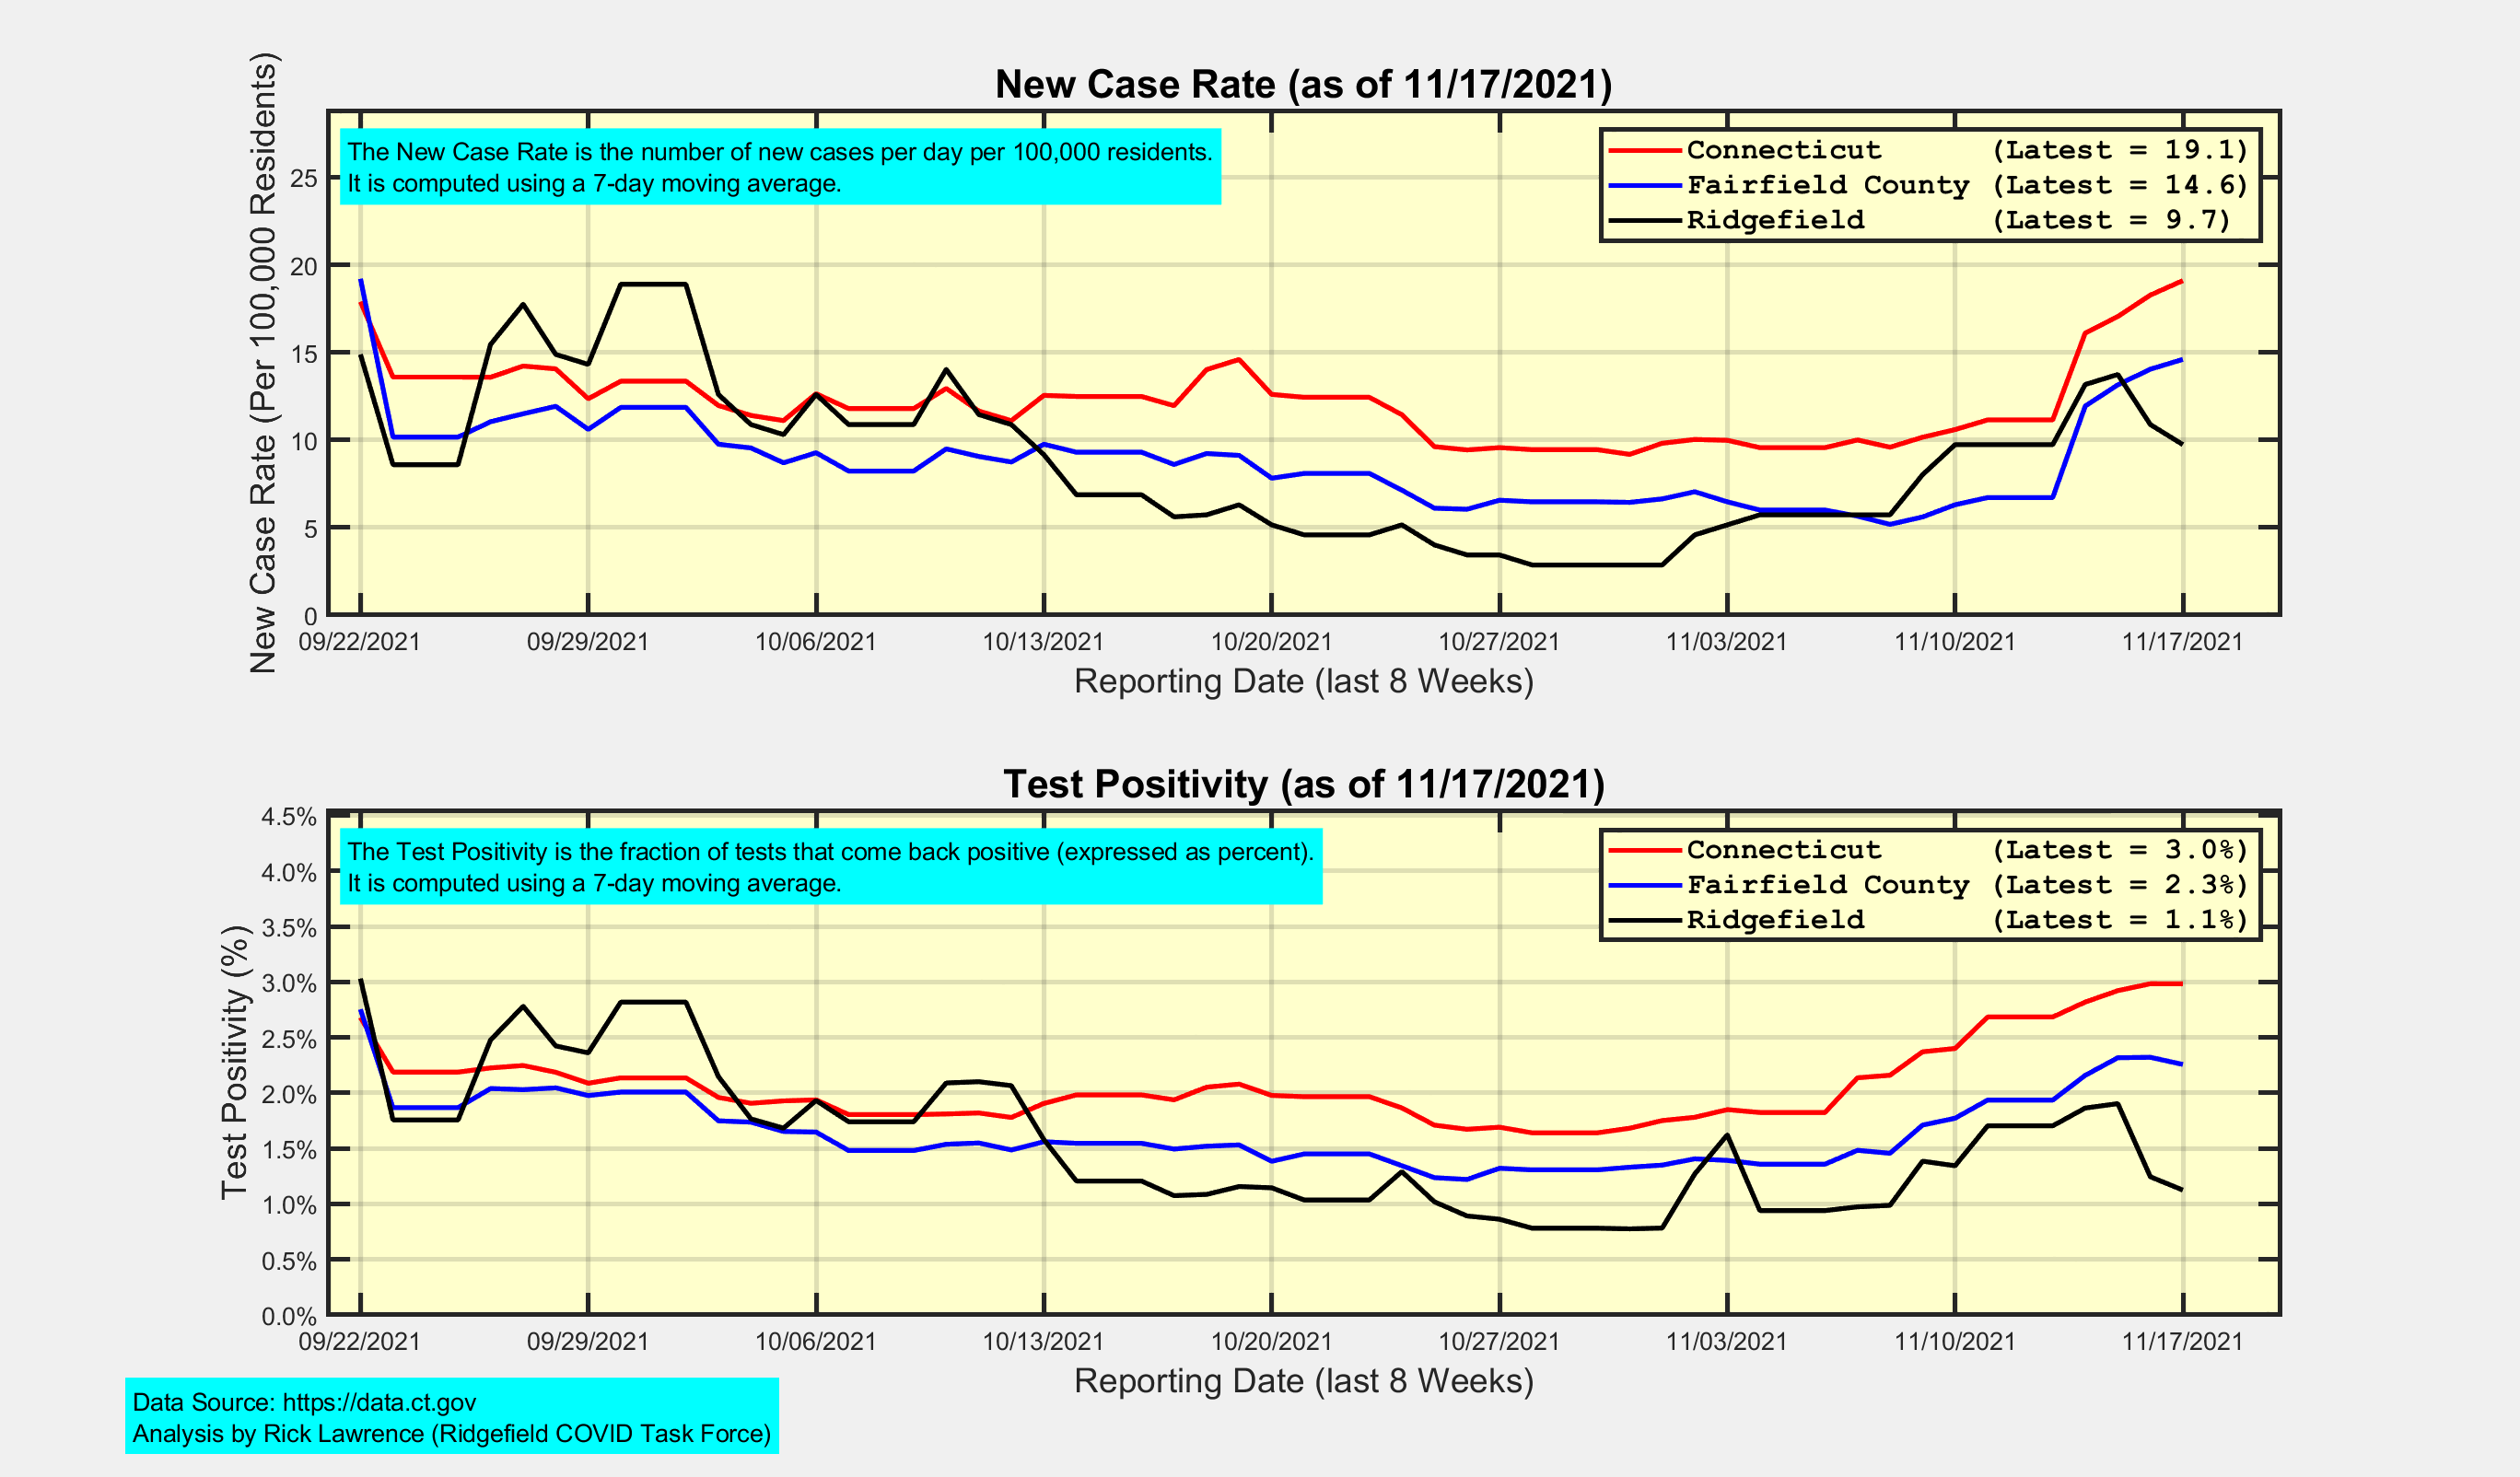 New Case Rate (as of 11/17/2021)
The New Case Rate is the number of new cases per day per 100,000 residents.
It is computed using a 7-day moving average.
Connecticut (Latest = 19.1)
Fairfield County (Latest = 14.6)
Ridgefield (Latest = 9.7)
New Case Rate (Per 100,000 Residents)
25
20
15
10
5
0
09/22/2021 09/29/2021 10/06/2021 10/13/2021 10/20/2021 10/27/2021 11/03/2021 11/10/2021 11/17/2021
Reporting Date (last 8 Weeks)
Test Positivity (as of 11/17/2021)
The Test Positivity is the fraction of tests that come back positive (expressed as percent).
It is computed using a 7-day moving average.
Connecticut (Latest = 3.0%)
Fairfield County (Latest = 2.3%)
Ridgefield (Latest = 1.1%)
Test Positivity (%)
4.5%
4.0%
3.5%
3.0%
2.5%
2.0%
1.5%
1.0%
0.5%
0.0%
09/22/2021 09/29/2021 10/06/2021 10/13/2021 10/20/2021 10/27/2021 11/03/2021 11/10/2021 11/17/2021
Reporting Date (last 8 Weeks)
Data Source: https://data.ct.gov
Analysis by Rick Lawrence (Ridgefield COVID Task Force)